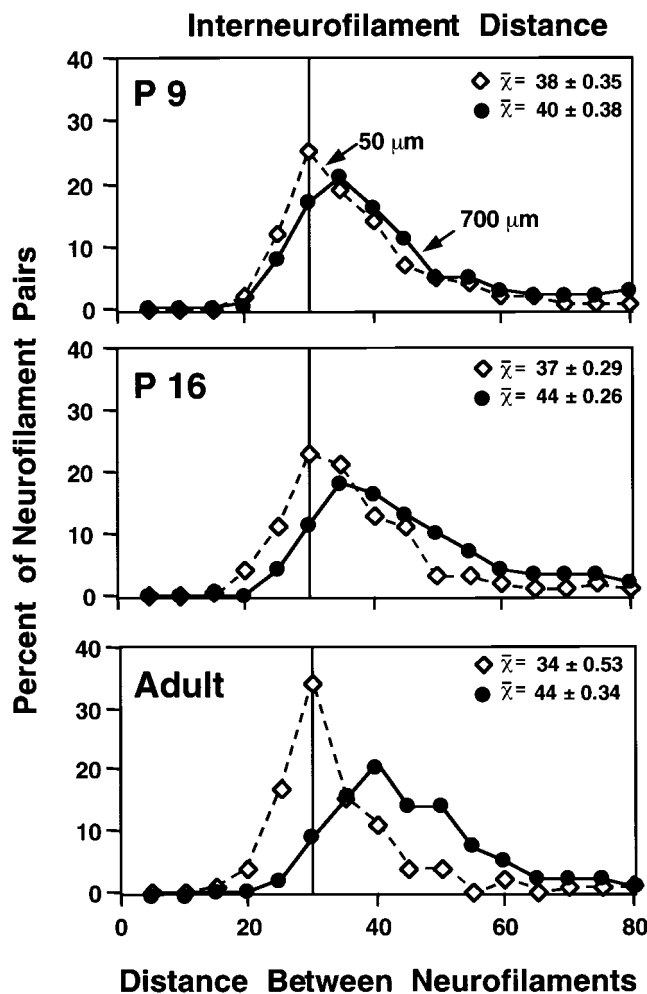 Interneurofilament Distance
Percent of Neurofilament Pairs
40
30
20
10
0
P 9
χ̄= 38 ± 0.35
χ̄= 40 ± 0.38
50 μm
700 μm
40
30
20
10
0
P 16
χ̄= 37 ± 0.29
χ̄= 44 ± 0.26
40
30
20
10
0
Adult
χ̄= 34 ± 0.53
χ̄= 44 ± 0.34
0 20 40 60 80
Distance Between Neurofilaments